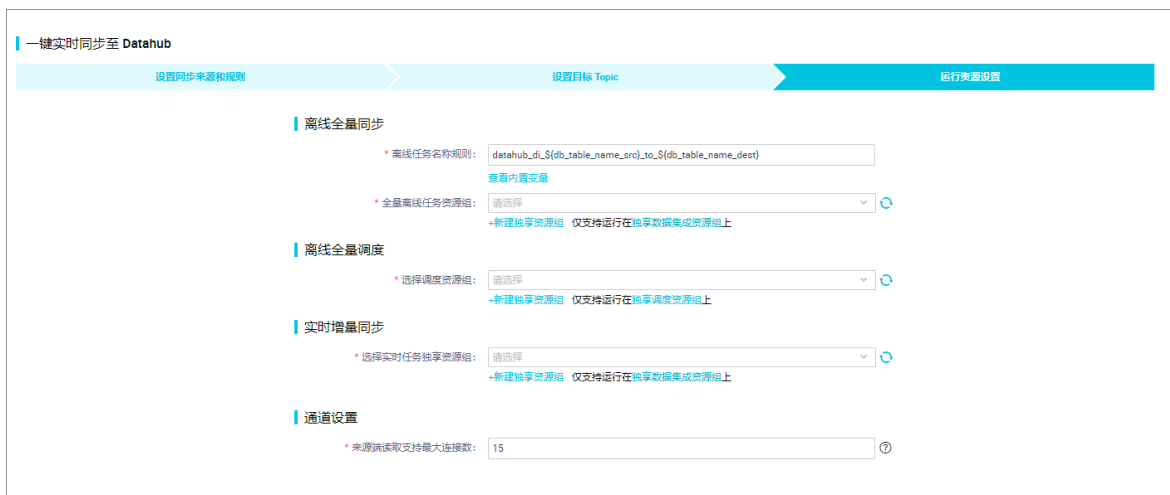 一键实时同步至 Datahub
设置同步来源和规则 设置目标 Topic 运行资源设置
离线全量同步
* 离线任务名称规则： datahub_di_${db_table_name_src}_to_${db_table_name_dest}
查看内置变量
* 全量离线任务资源组： 请选择
+新建独享资源组 仅支持运行在独享数据集成资源组上
离线全量调度
* 选择调度资源组： 请选择
+新建独享资源组 仅支持运行在独享调度资源组上
实时增量同步
* 选择实时任务独享资源组： 请选择
+新建独享资源组 仅支持运行在独享数据集成资源组上
通道设置
* 来源端读取支持最大连接数： 15